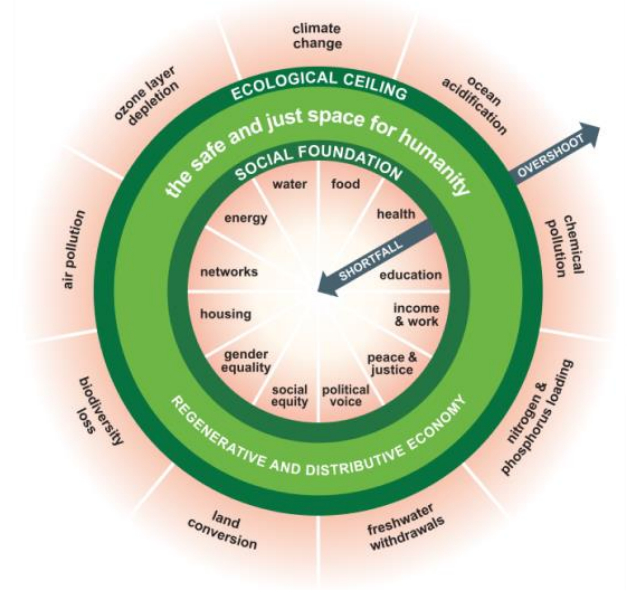 climate
change
ocean
acidification
OVERSHOOT
chemical
pollution
nitrogen &
phosphorus loading
freshwater
withdrawals
land
conversion
biodiversity
loss
air pollution
ozone layer
depletion
ECOLOGICAL CEILING
the safe and just space for humanity
SOCIAL FOUNDATION
water
food
health
SHORTFALL
education
income
& work
peace &
justice
political
voice
social
equity
gender
equality
housing
networks
energy
REGENERATIVE AND DISTRIBUTIVE ECONOMY